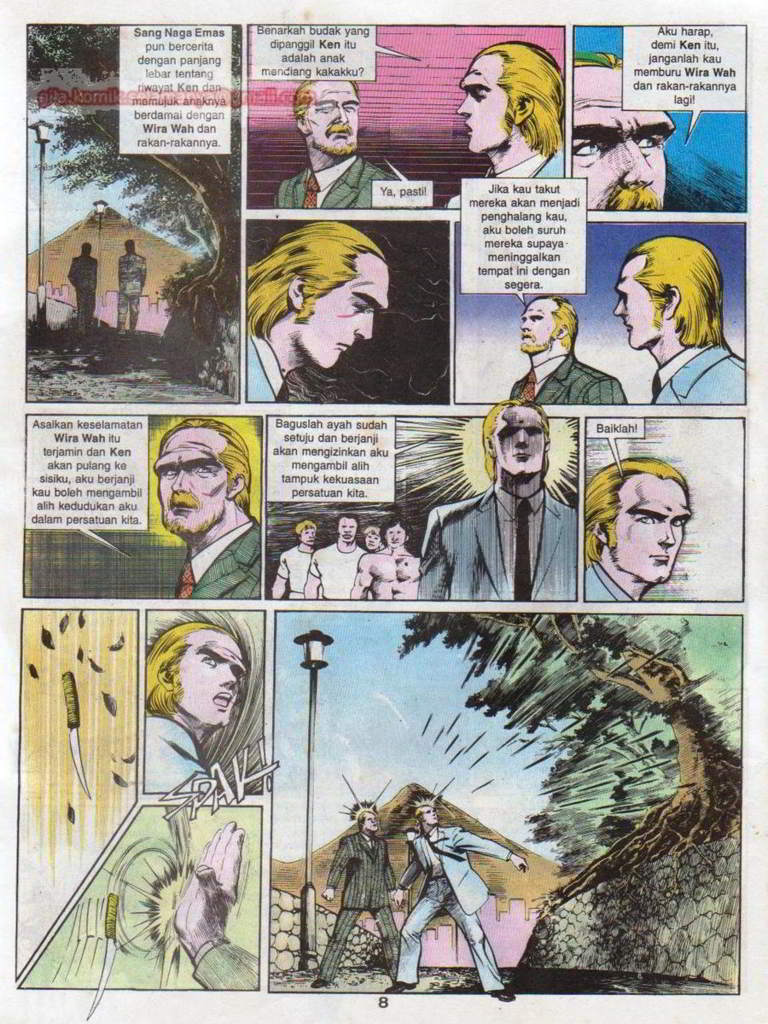 Sang Naga Emas
pun bercerita
dengan panjang
lebar tentang
riwayat Ken dan
memujuk anaknya
berdamai dengan
Wira Wah dan
rakan-rakannya.
Benarkah budak yang
dipanggil Ken itu
adalah anak
mendiang kakakku?
Ya, pasti!
Aku harap,
demi Ken itu,
janganlah kau
memburu Wira Wah
dan rakan-rakannya
lagi!
Jika kau takut
mereka akan menjadi
penghalang kau,
aku boleh suruh
mereka supaya
meninggalkan
tempat ini dengan
segera.
Asalkan keselamatan
Wira Wah itu
terjamin dan Ken
akan pulang ke
sisiku, aku berjanji
kau boleh mengambil
alih kedudukan aku
dalam persatuan kita.
Baguslah ayah sudah
setuju dan berjanji
akan mengizinkan aku
mengambil alih
tampuk kekuasaan
persatuan kita.
Baiklah!
SPAK!
8